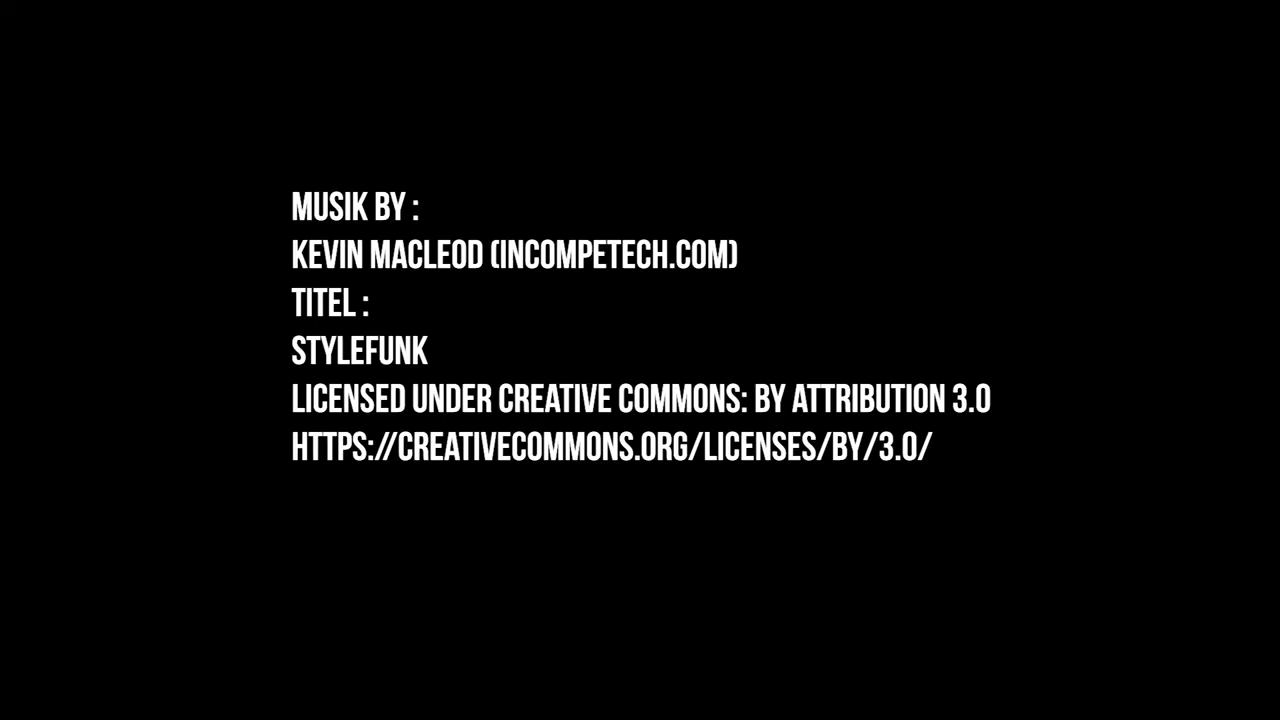 MUSIK BY :
KEVIN MACLEOD (INCOMPETECH.COM)
TITEL :
STYLEFUNK
LICENSED UNDER CREATIVE COMMONS: BY ATTRIBUTION 3.0
HTTPS://CREATIVECOMMONS.ORG/LICENSES/BY/3.0/